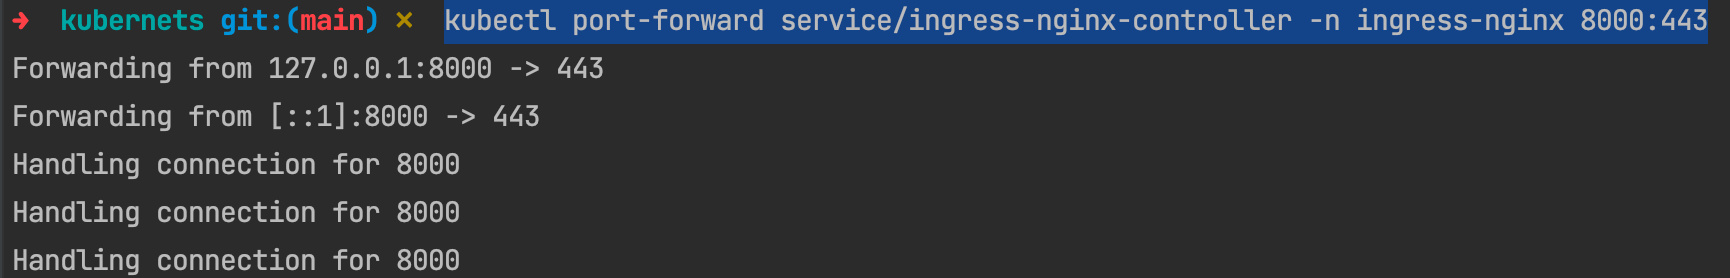 ➜ kubernets git:(main) ✗ kubectl port-forward service/ingress-nginx-controller -n ingress-nginx 8000:443
Forwarding from 127.0.0.1:8000 -> 443
Forwarding from [::1]:8000 -> 443
Handling connection for 8000
Handling connection for 8000
Handling connection for 8000